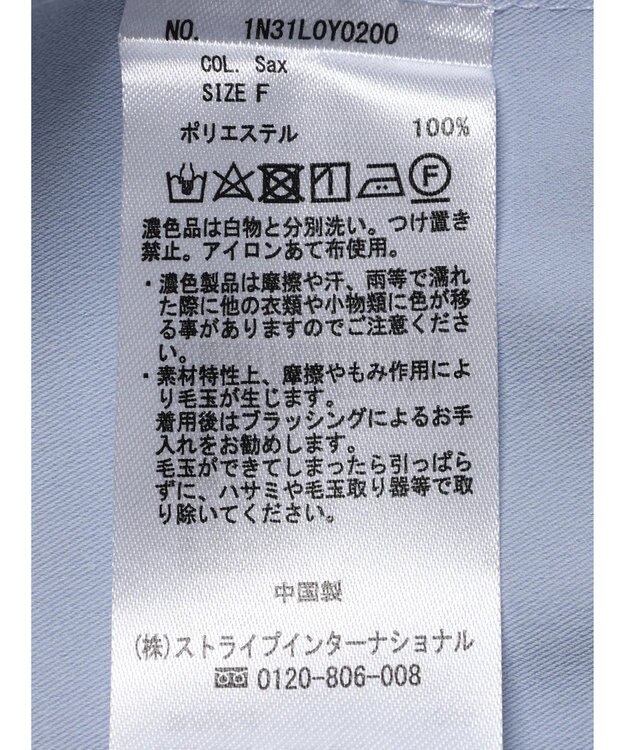 NO. 1N31L0Y0200
COL. Sax
SIZE F
ポリエステル 100%
F
濃色品は白物と分別洗い。つけ置き
禁止。アイロンあて布使用。
・濃色製品は摩擦や汗、雨等で濡れ
た際に他の衣類や小物類に色が移
る事がありますのでご注意くださ
い。
・素材特性上、摩擦やもみ作用によ
り毛玉が生じます。
着用後はブラッシングによるお手
入れをお勧めします。
毛玉ができてしまったら引っぱら
ずに、ハサミや毛玉取り器等で取
り除いてください。
中国製
(株)ストライプインターナショナル
0120-806-008